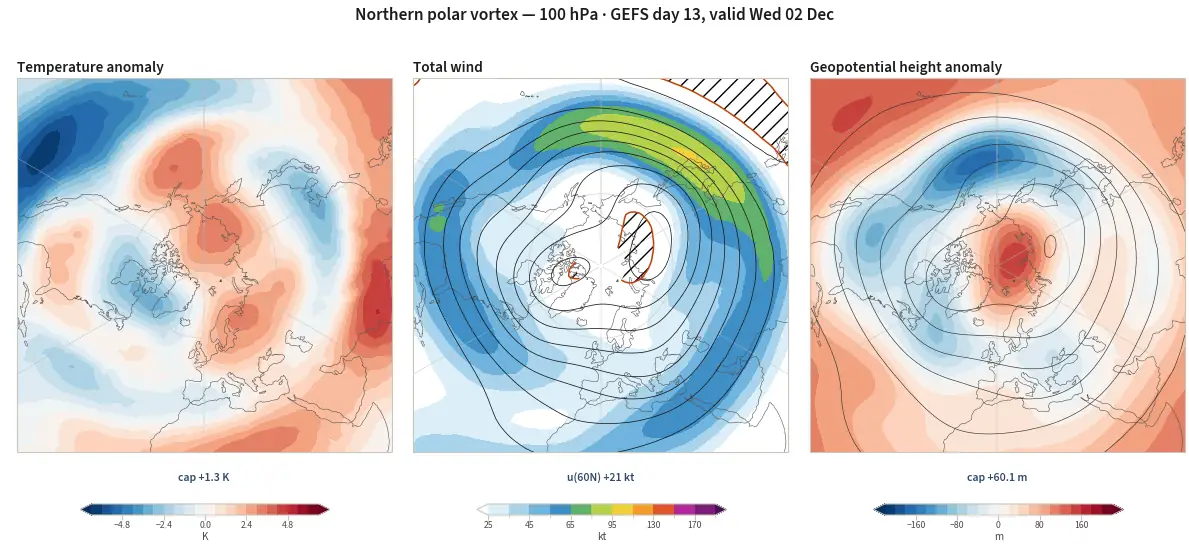 Northern polar vortex — 100 hPa · GEFS day 13, valid Wed 02 Dec
Temperature anomaly
Total wind
Geopotential height anomaly
cap +1.3 K
u(60N) +21 kt
cap +60.1 m
−4.8 −2.4 0.0 2.4 4.8
K
25 45 65 95 130 170
kt
−160 −80 0 80 160
m